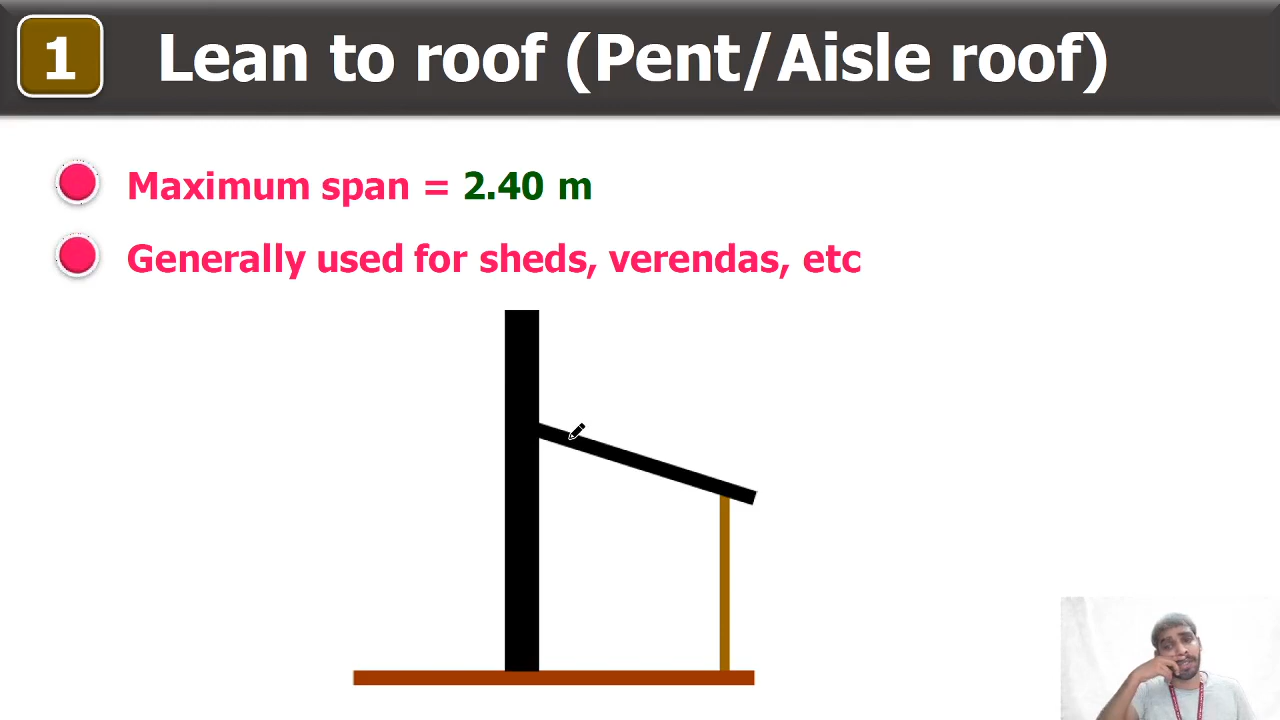 1
Lean to roof (Pent/Aisle roof)
Maximum span = 2.40 m
Generally used for sheds, verendas, etc